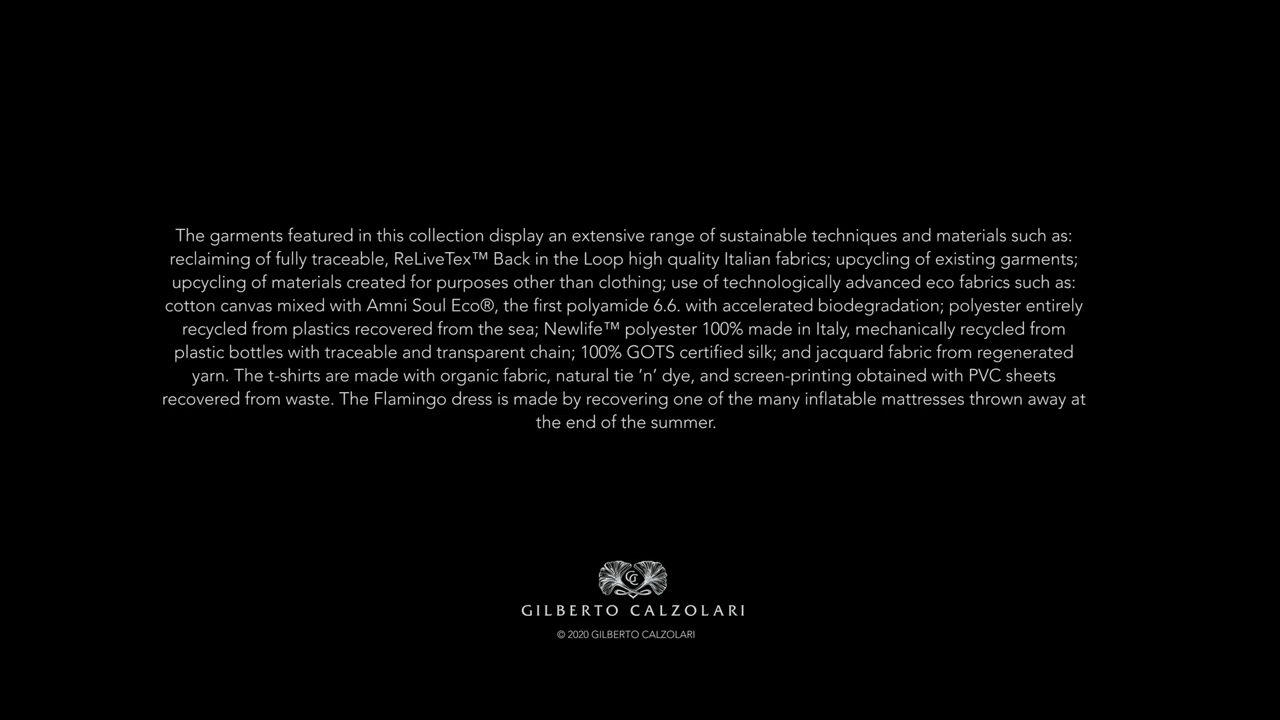 The garments featured in this collection display an extensive range of sustainable techniques and materials such as:
reclaiming of fully traceable, ReLiveTex™ Back in the Loop high quality Italian fabrics; upcycling of existing garments;
upcycling of materials created for purposes other than clothing; use of technologically advanced eco fabrics such as:
cotton canvas mixed with Amni Soul Eco®, the first polyamide 6.6. with accelerated biodegradation; polyester entirely
recycled from plastics recovered from the sea; Newlife™ polyester 100% made in Italy, mechanically recycled from
plastic bottles with traceable and transparent chain; 100% GOTS certified silk; and jacquard fabric from regenerated
yarn. The t-shirts are made with organic fabric, natural tie ’n’ dye, and screen-printing obtained with PVC sheets
recovered from waste. The Flamingo dress is made by recovering one of the many inflatable mattresses thrown away at
the end of the summer.
GC
GILBERTO CALZOLARI
© 2020 GILBERTO CALZOLARI